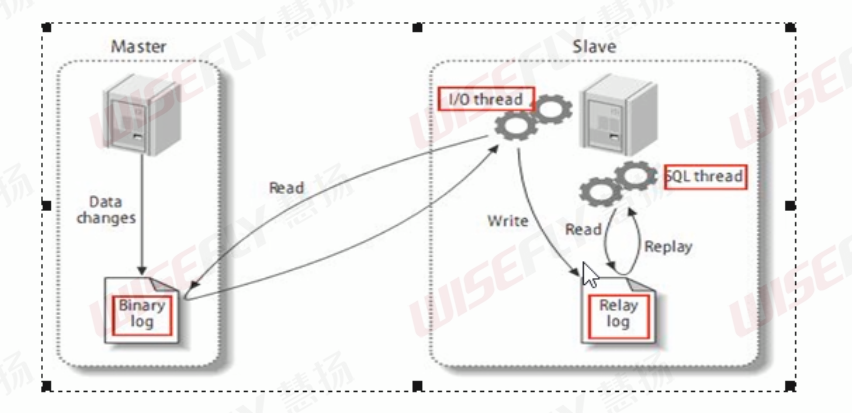 Master
Slave
I/O thread
SQL thread
Data
changes
Read
Write
Read
Replay
Binary
log
Relay
log
WISEFLY 慧扬